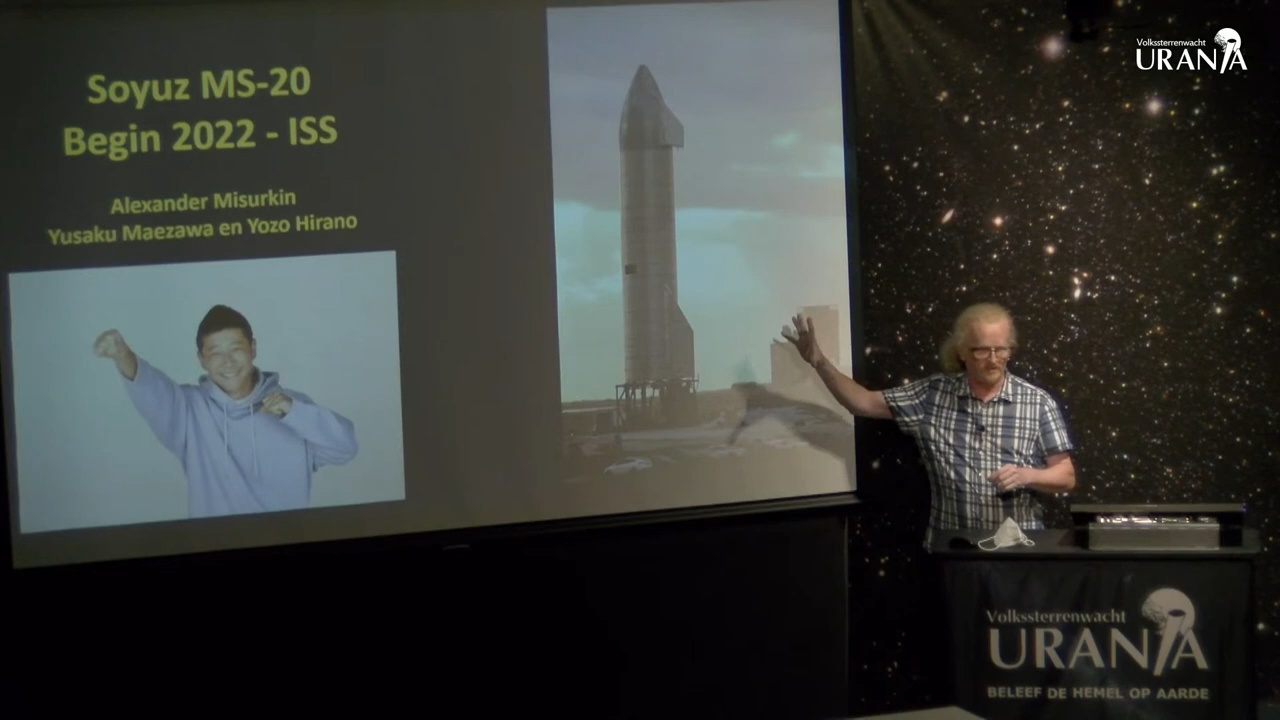 Soyuz MS-20
Begin 2022 - ISS
Alexander Misurkin
Yusaku Maezawa en Yozo Hirano
Volkssterrenwacht
URANIA
Volkssterrenwacht
URANIA
BELEEF DE HEMEL OP AARDE